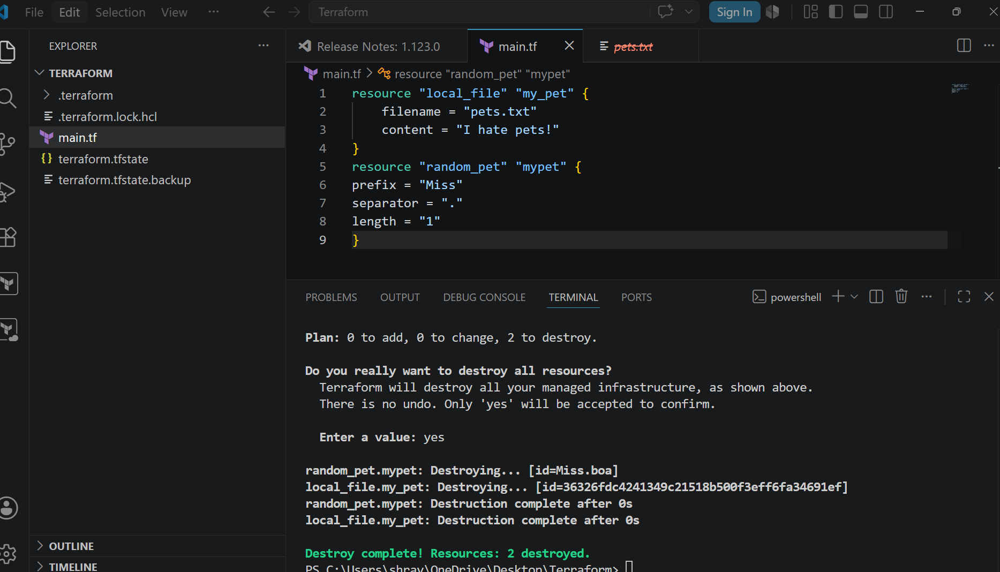 File Edit Selection View ··· Terraform Sign In
EXPLORER ···
TERRAFORM
.terraform
.terraform.lock.hcl
main.tf
terraform.tfstate
terraform.tfstate.backup
OUTLINE
TIMELINE
Release Notes: 1.123.0 main.tf pets.txt
main.tf > resource "random_pet" "mypet"
1 resource "local_file" "my_pet" {
2 filename = "pets.txt"
3 content = "I hate pets!"
4 }
5 resource "random_pet" "mypet" {
6 prefix = "Miss"
7 separator = "."
8 length = "1"
9 }
PROBLEMS OUTPUT DEBUG CONSOLE TERMINAL PORTS powershell
Plan: 0 to add, 0 to change, 2 to destroy.
Do you really want to destroy all resources?
Terraform will destroy all your managed infrastructure, as shown above.
There is no undo. Only 'yes' will be accepted to confirm.
Enter a value: yes
random_pet.mypet: Destroying... [id=Miss.boa]
local_file.my_pet: Destroying... [id=36326fdc4241349c21518b500f3eff6fa34691ef]
random_pet.mypet: Destruction complete after 0s
local_file.my_pet: Destruction complete after 0s
Destroy complete! Resources: 2 destroyed.
PS C:\Users\shray\OneDrive\Desktop\Terraform>